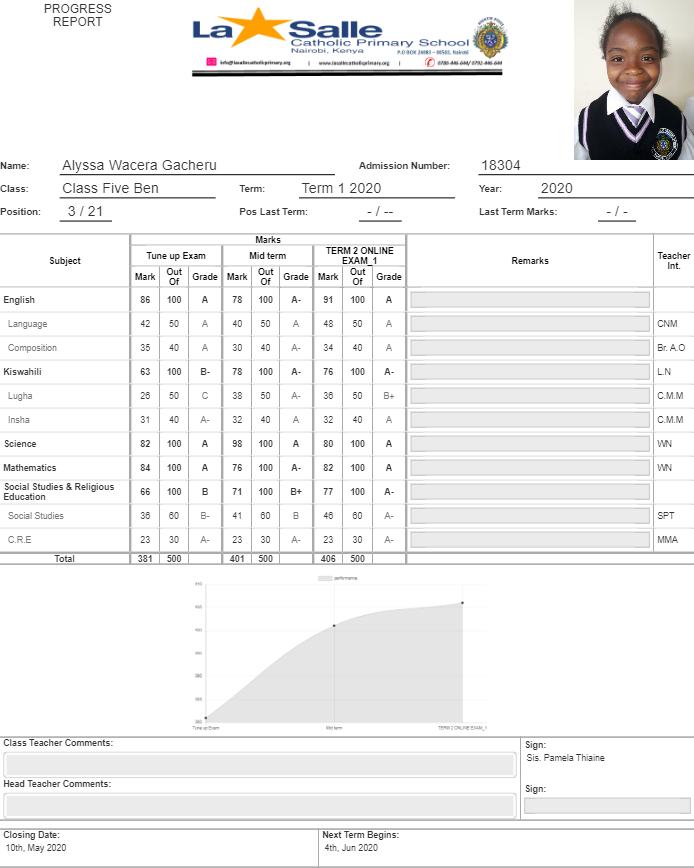 PROGRESS
REPORT
La Salle
Catholic Primary School
Nairobi, Kenya
P.O BOX 24083 – 00502, Nairobi
info@lasallecatholicprimary.org | www.lasallecatholicprimary.org | 0780-446-644/ 0792-446-644
Name: Alyssa Wacera Gacheru Admission Number: 18304
Class: Class Five Ben Term: Term 1 2020 Year: 2020
Position: 3 / 21 Pos Last Term: - / -- Last Term Marks: - / -
Subject Marks Remarks Teacher Int.
Tune up Exam Mid term TERM 2 ONLINE EXAM_1
Mark Out Of Grade Mark Out Of Grade Mark Out Of Grade
English 86 100 A 78 100 A- 91 100 A
Language 42 50 A 40 50 A 48 50 A CNM
Composition 35 40 A 30 40 A- 34 40 A Br. A.O
Kiswahili 63 100 B- 78 100 A- 76 100 A- L.N
Lugha 26 50 C 38 50 A- 36 50 B+ C.M.M
Insha 31 40 A- 32 40 A 32 40 A C.M.M
Science 82 100 A 98 100 A 80 100 A WN
Mathematics 84 100 A 76 100 A- 82 100 A WN
Social Studies & Religious Education 66 100 B 71 100 B+ 77 100 A-
Social Studies 36 60 B- 41 60 B 46 60 A- SPT
C.R.E 23 30 A- 23 30 A- 23 30 A- MMA
Total 381 500 401 500 406 500
performance
Tune up Exam Mid term TERM 2 ONLINE EXAM_1
Class Teacher Comments: Sign:
Sis. Pamela Thiaine
Head Teacher Comments: Sign:
Closing Date: Next Term Begins:
10th, May 2020 4th, Jun 2020